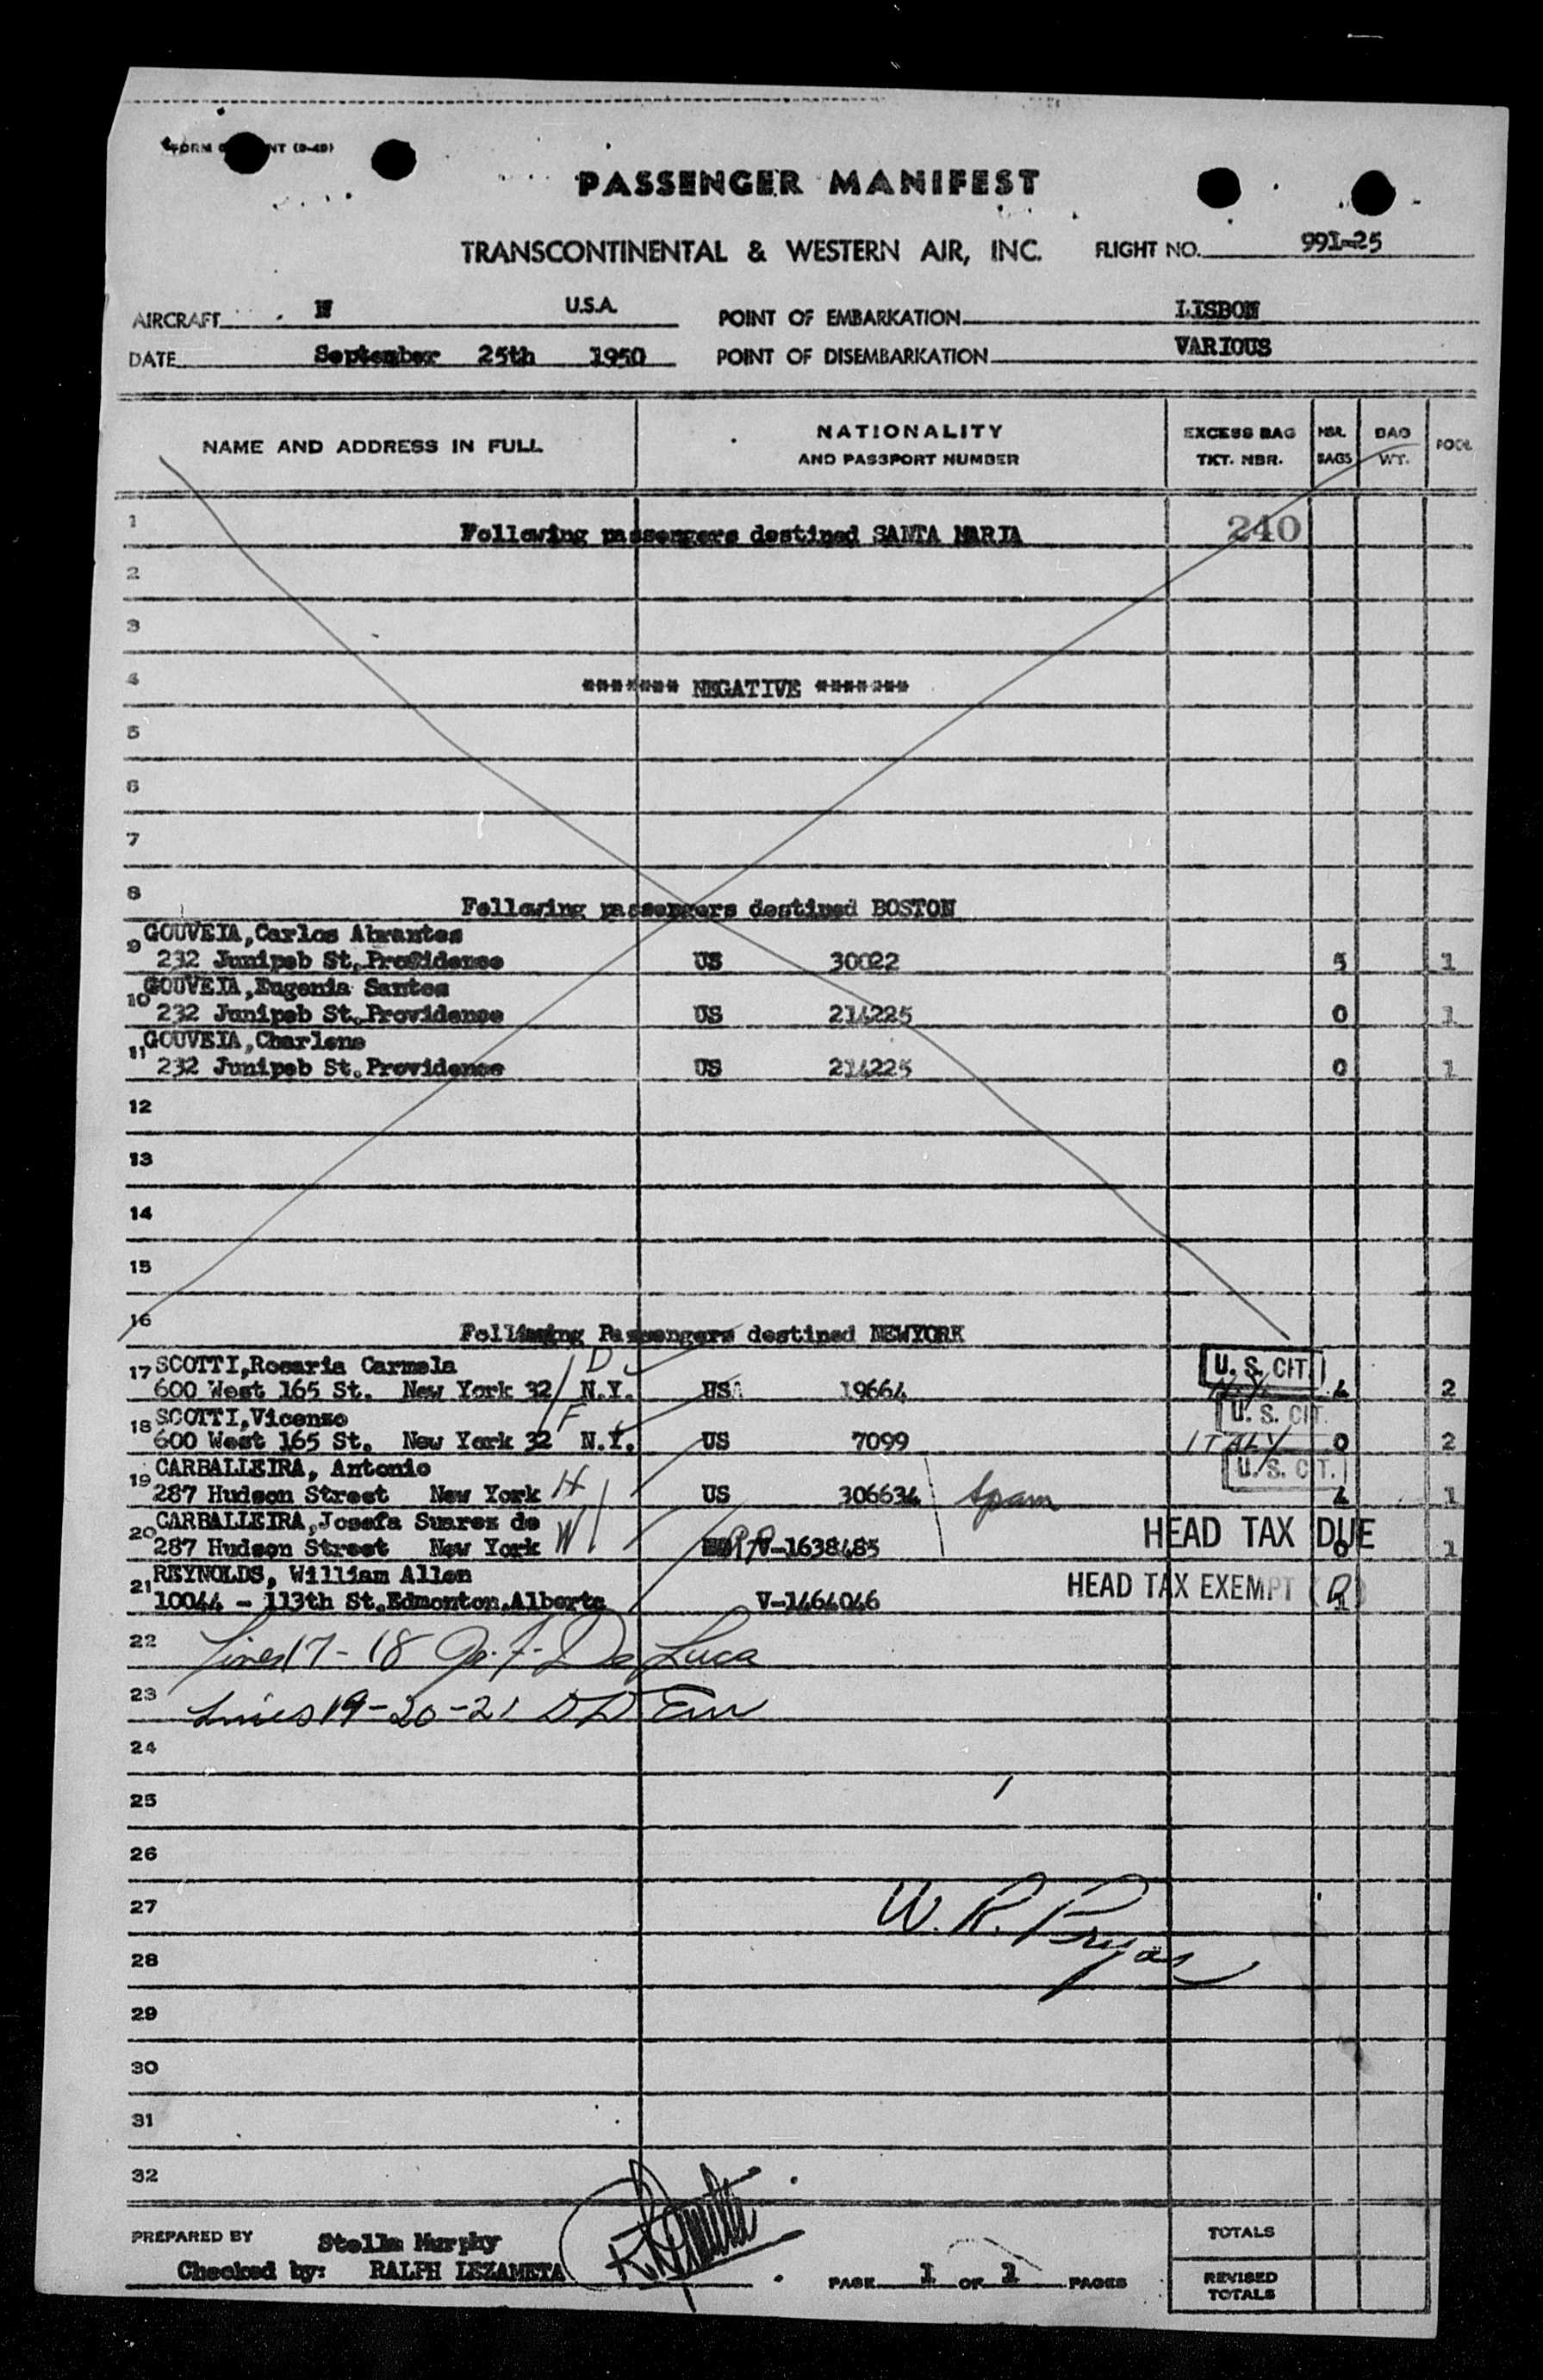 PASSENGER MANIFEST
TRANSCONTINENTAL & WESTERN AIR, INC. FLIGHT NO. 991-25
AIRCRAFT N U.S.A. POINT OF EMBARKATION LISBON
DATE September 25th 1950 POINT OF DISEMBARKATION VARIOUS
NAME AND ADDRESS IN FULL NATIONALITY AND PASSPORT NUMBER EXCESS BAG TKT. NBR. NBR. BAGS BAG WT. POOL
1 Following passengers destined SANTA MARIA 240
2
3
4 ******* NEGATIVE *******
5
6
7
8 Following passengers destined BOSTON
GOUVEIA, Carlos Abrantes
9 232 Junipeb St. Providence US 30022 5 1
GOUVEIA, Eugenia Santos
10 232 Junipeb St. Providence US 214225 0 1
GOUVEIA, Charlene
11 232 Junipeb St. Providence US 214225 0 1
12
13
14
15
16 Following Passengers destined NEWYORK
17 SCOTTI, Rosaria Carmela D U. S. CIT.
600 West 165 St. New York 32 N.Y. USA 19664 N.Y. 4 2
18 SCOTTI, Vicenzo F U. S. CIT.
600 West 165 St. New York 32 N.Y. US 7099 ITALY 0 2
19 CARBALLEIRA, Antonio H U. S. CIT.
287 Hudson Street New York US 306634 Spain 4 1
20 CARBALLEIRA, Josefa Suarez de W HEAD TAX DUE
287 Hudson Street New York V-1638485 0 1
21 REYNOLDS, William Allen HEAD TAX EXEMPT
10044 - 113th St. Edmonton, Alberta V-1464046
22 Lines 17-18 De Luca
23 Lines 19-20-21
24
25
26
27 W. R.
28
29
30
31
32
PREPARED BY Stella Murphy TOTALS
Checked by: RALPH LEZAMETA PAGE 1 OF 1 PAGES REVISED TOTALS